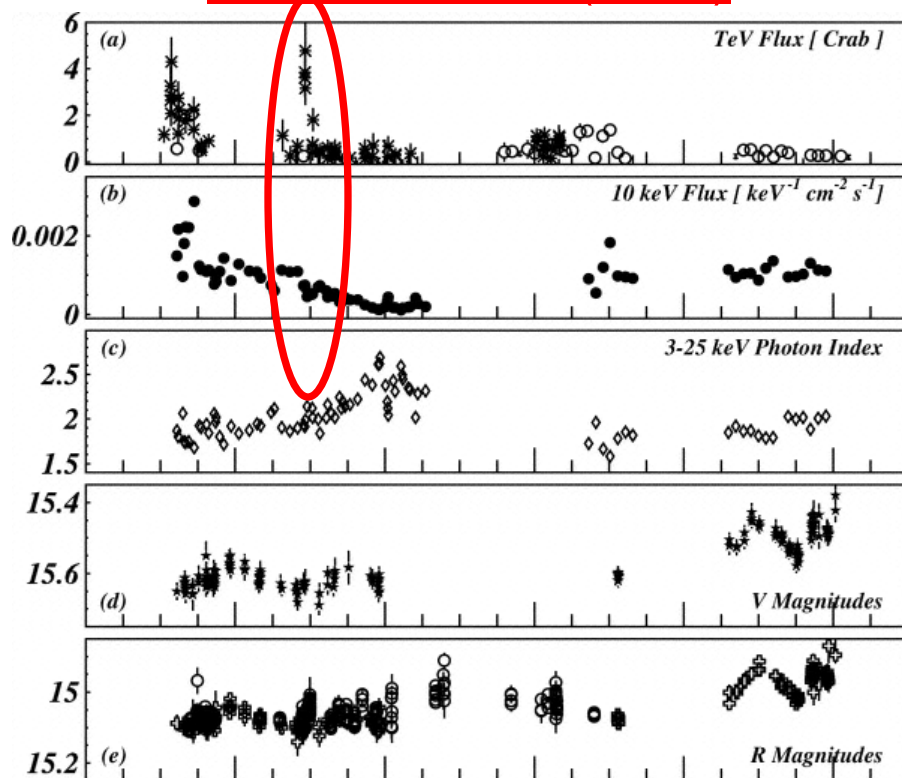 6
(a)
TeV Flux [ Crab ]
4
2
0
(b)
10 keV Flux [ keV⁻¹ cm⁻² s⁻¹]
0.002
0
(c)
3-25 keV Photon Index
2.5
2
1.5
15.4
15.6
(d)
V Magnitudes
15
(e)
15.2
R Magnitudes